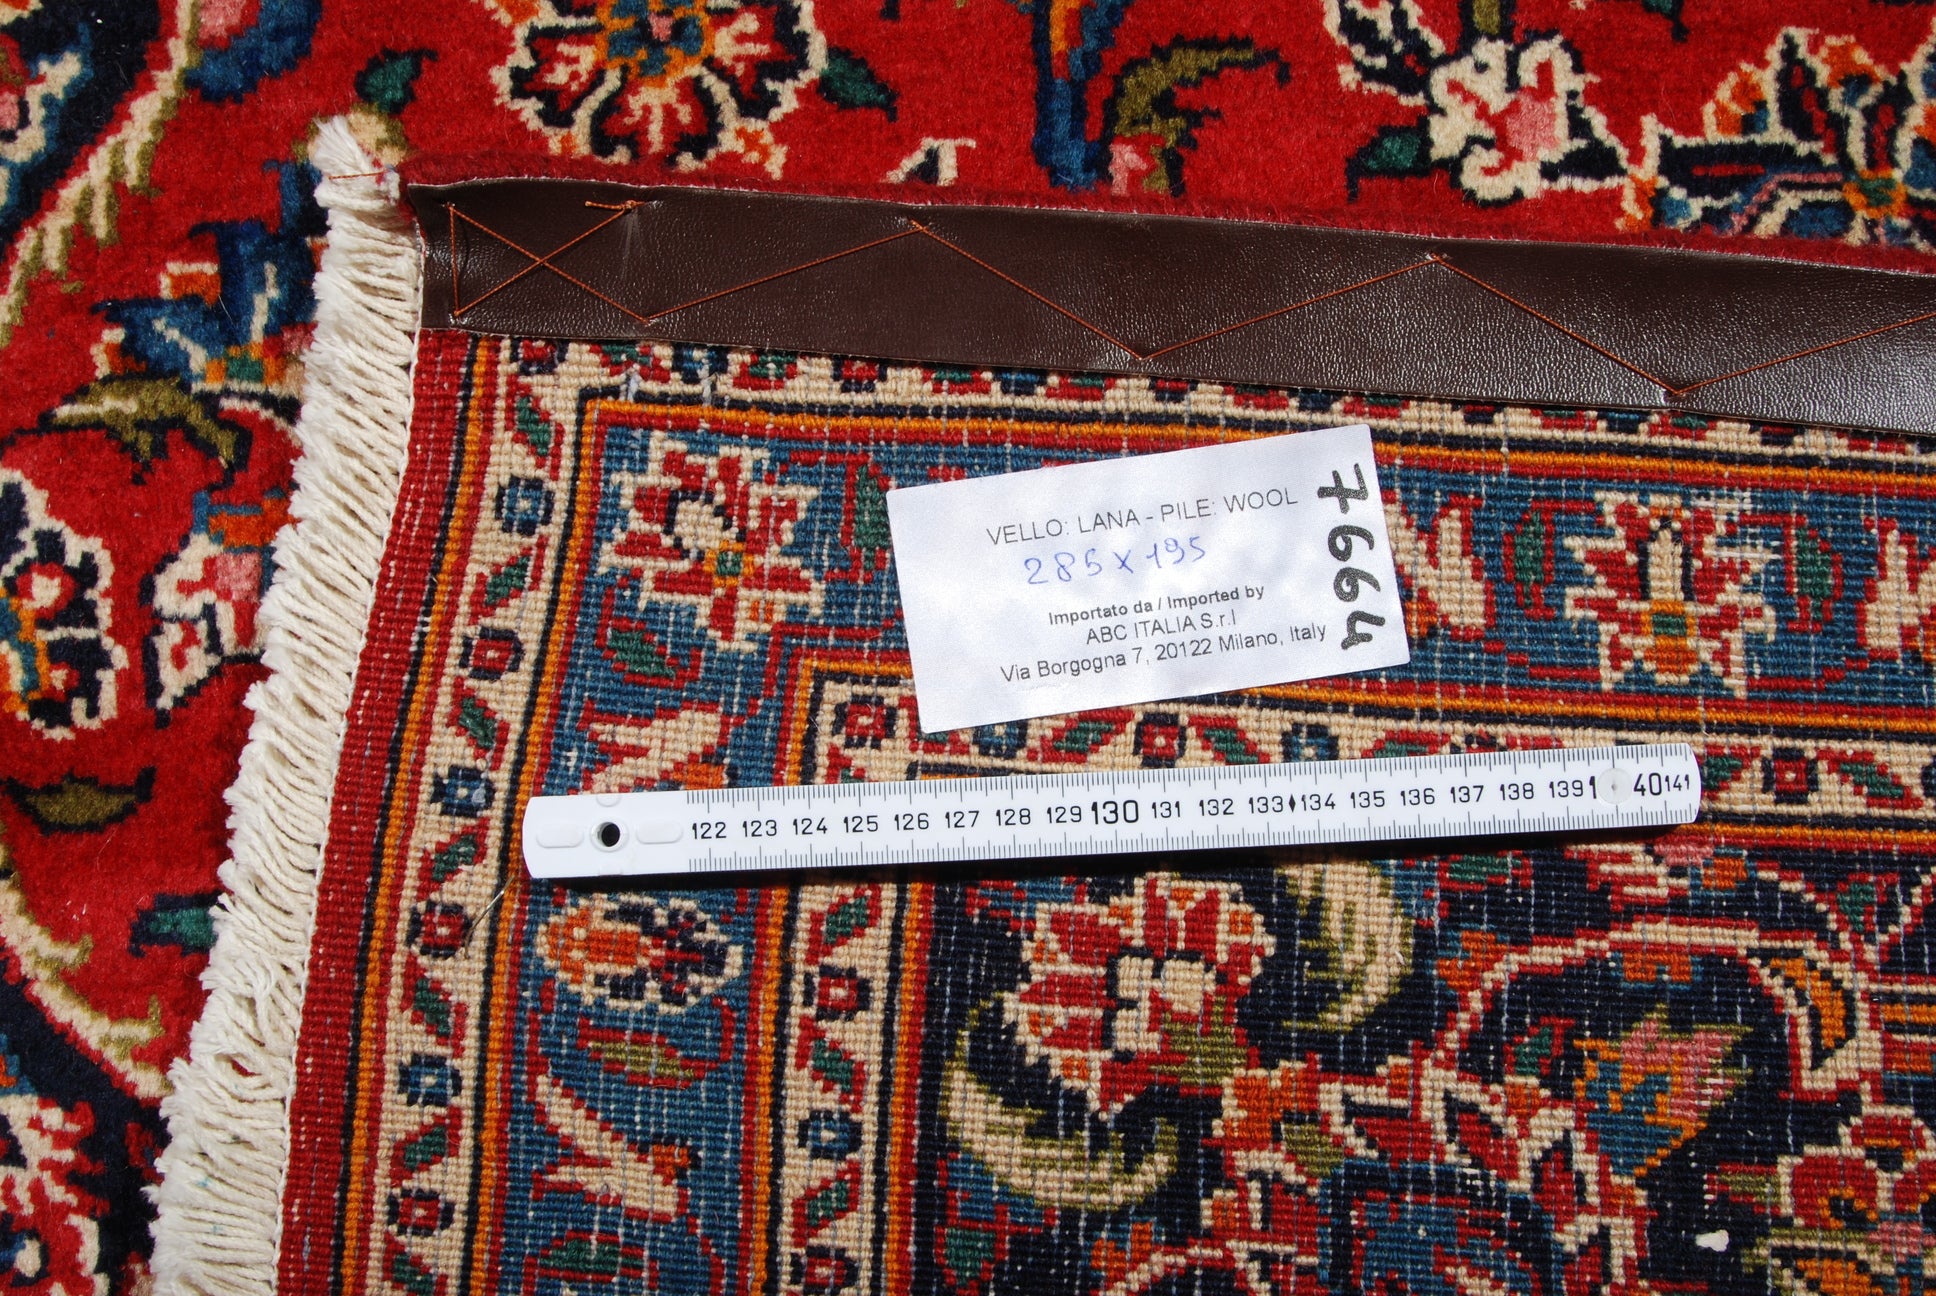 VELLO: LANA - PILE: WOOL
285 x 195
Importato da / Imported by
ABC ITALIA S.r.l
Via Borgogna 7, 20122 Milano, Italy
7664
122 123 124 125 126 127 128 129 130 131 132 133 134 135 136 137 138 139 140 141